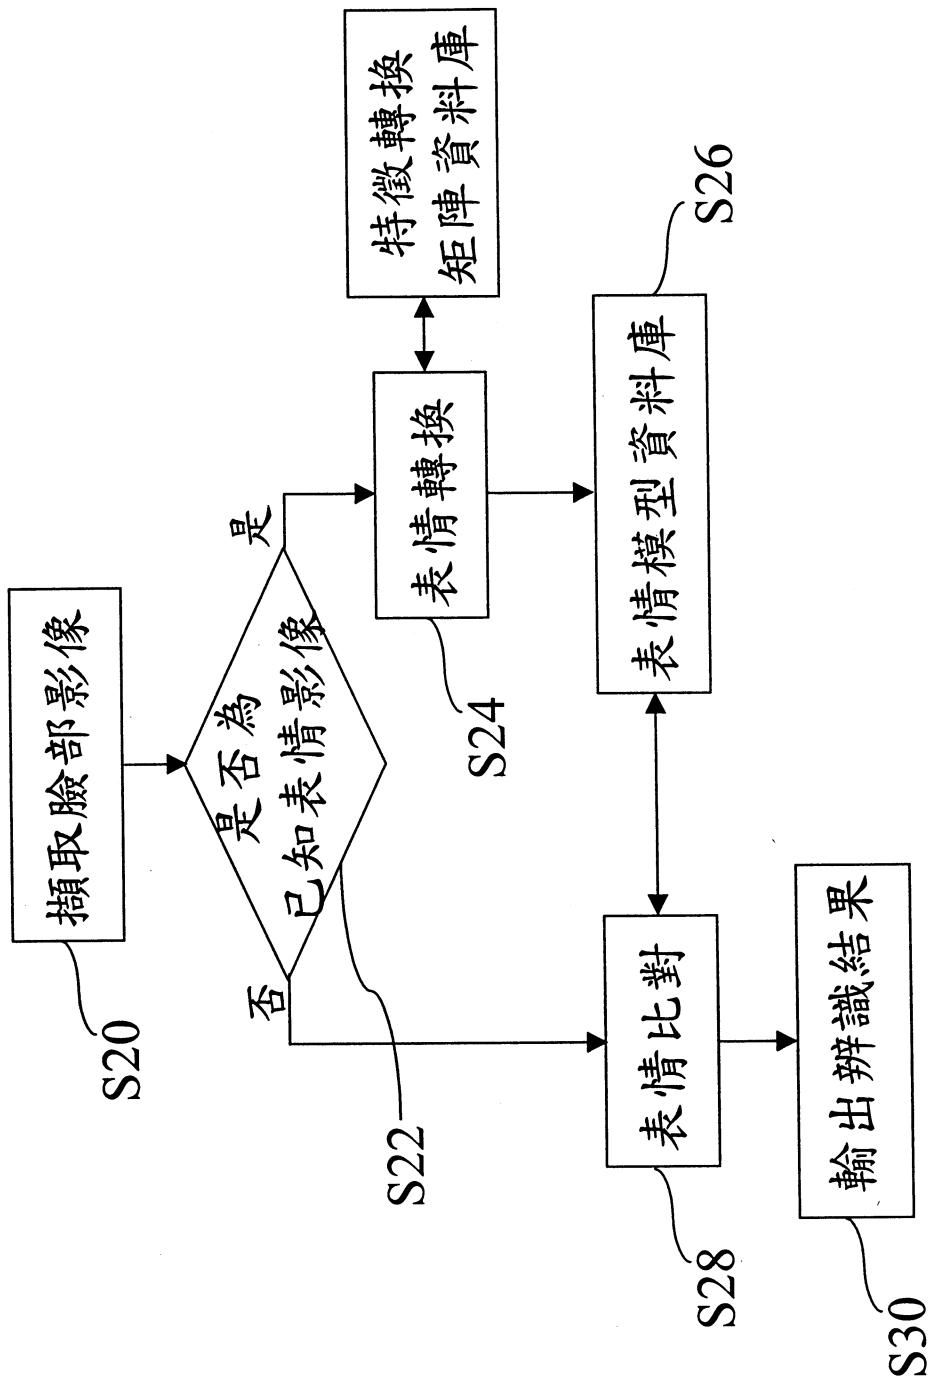 擷取臉部影像
S20
是否為
已知表情影像
S22
是
否
表情轉換
S24
特徵轉換
矩陣資料庫
表情模型資料庫
S26
表情比對
S28
輸出辨識結果
S30